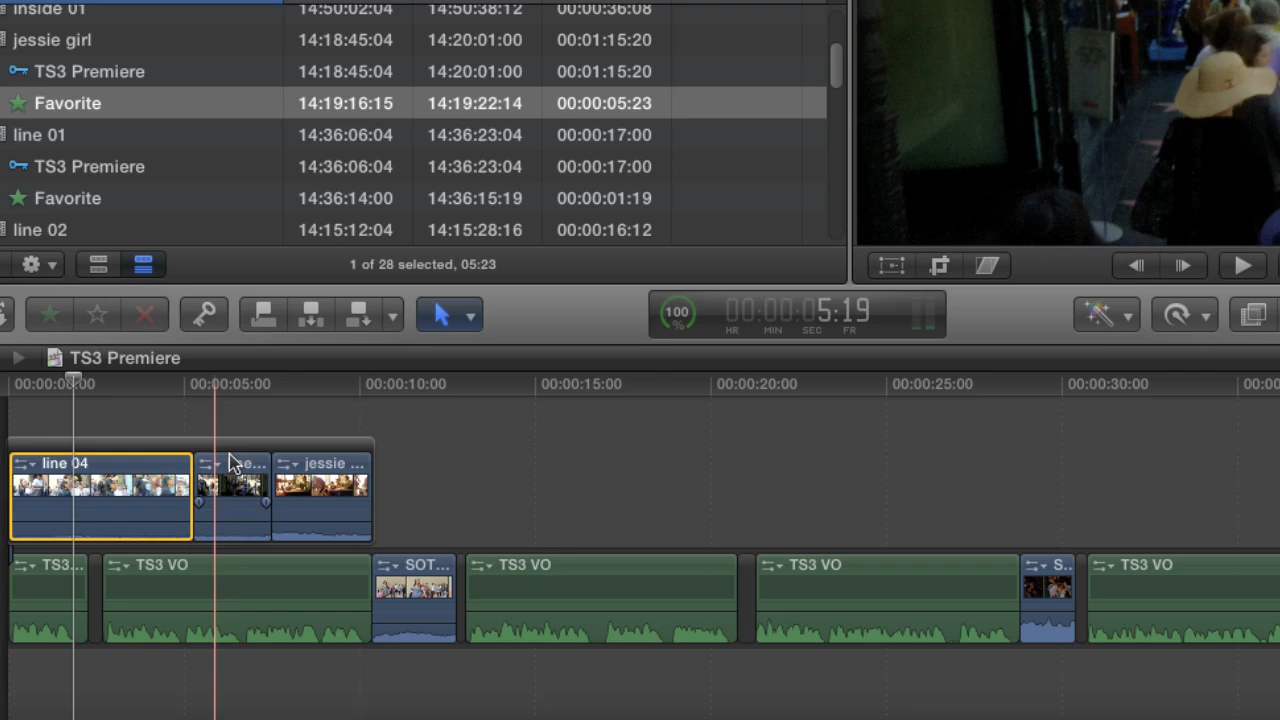 inside 01 14:50:02:04 14:50:38:12 00:00:36:08
jessie girl 14:18:45:04 14:20:01:00 00:01:15:20
TS3 Premiere 14:18:45:04 14:20:01:00 00:01:15:20
Favorite 14:19:16:15 14:19:22:14 00:00:05:23
line 01 14:36:06:04 14:36:23:04 00:00:17:00
TS3 Premiere 14:36:06:04 14:36:23:04 00:00:17:00
Favorite 14:36:14:00 14:36:15:19 00:00:01:19
line 02 14:15:12:04 14:15:28:16 00:00:16:12
1 of 28 selected, 05:23
100 % 00:00:05:19
HR MIN SEC FR
TS3 Premiere
00:00:00:00 00:00:05:00 00:00:10:00 00:00:15:00 00:00:20:00 00:00:25:00 00:00:30:00 00:00
line 04 jessie ...
TS3... TS3 VO SOT... TS3 VO TS3 VO S.. TS3 VO